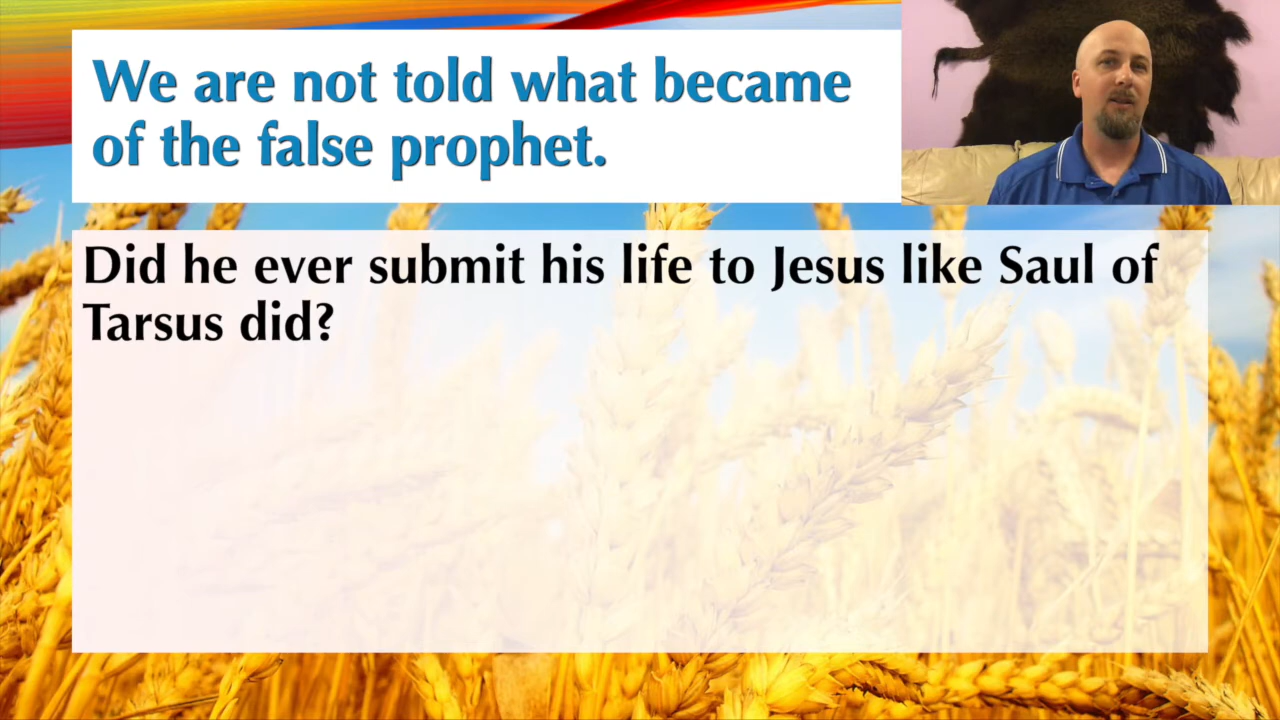 We are not told what became
of the false prophet.
Did he ever submit his life to Jesus like Saul of
Tarsus did?